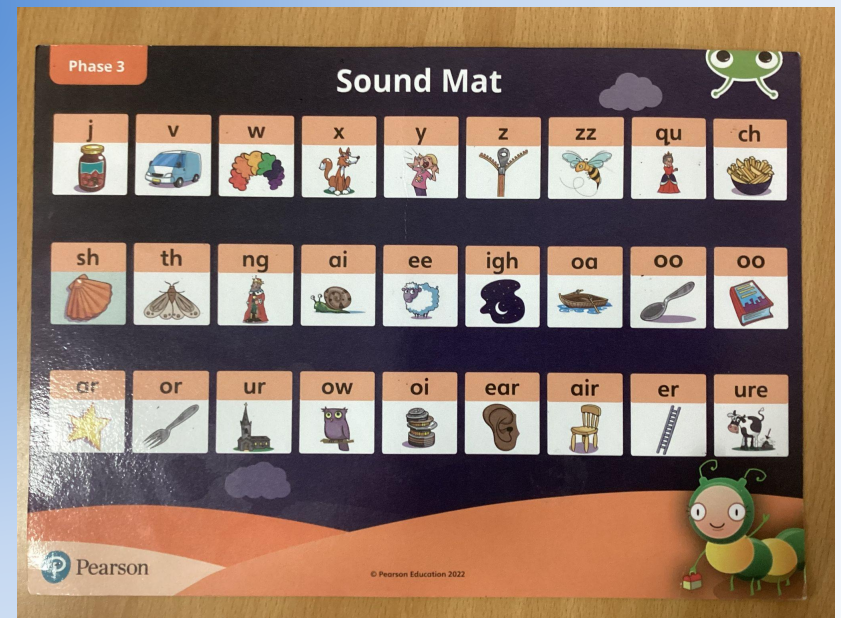 Phase 3
Sound Mat
j v w x y z zz qu ch
sh th ng ai ee igh oa oo oo
ar or ur ow oi ear air er ure
P Pearson
© Pearson Education 2022